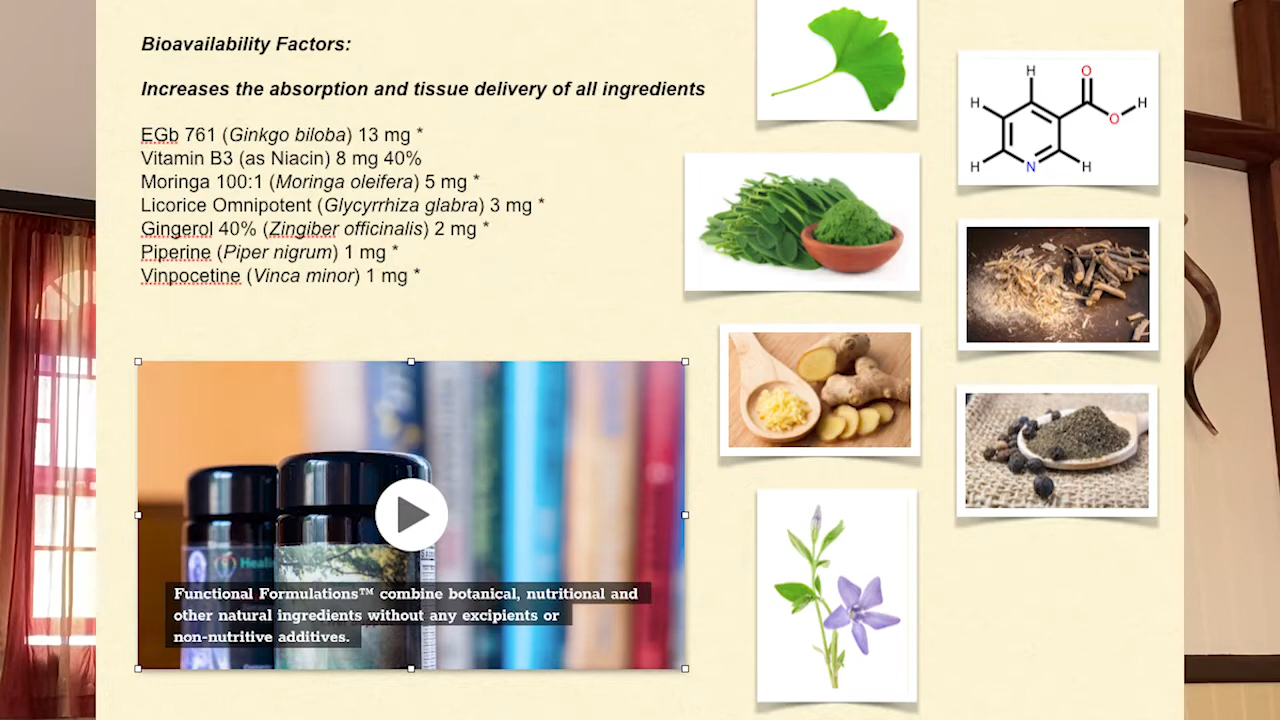 Bioavailability Factors:
Increases the absorption and tissue delivery of all ingredients
EGb 761 (Ginkgo biloba) 13 mg *
Vitamin B3 (as Niacin) 8 mg 40%
Moringa 100:1 (Moringa oleifera) 5 mg *
Licorice Omnipotent (Glycyrrhiza glabra) 3 mg *
Gingerol 40% (Zingiber officinalis) 2 mg *
Piperine (Piper nigrum) 1 mg *
Vinpocetine (Vinca minor) 1 mg *
H
O
H
H
O
H
N
H
Functional Formulations™ combine botanical, nutritional and
other natural ingredients without any excipients or
non-nutritive additives.